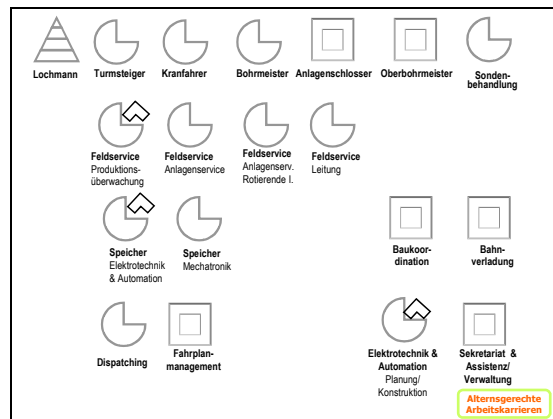 Lochmann
Turmsteiger
Kranfahrer
Bohrmeister
Anlagenschlosser
Oberbohrmeister
Sonden-
behandlung
Feldservice
Produktions-
überwachung
Feldservice
Anlagenservice
Feldservice
Anlagenserv.
Rotierende I.
Feldservice
Leitung
Speicher
Elektrotechnik
& Automation
Speicher
Mechatronik
Baukoor-
dination
Bahn-
verladung
Dispatching
Fahrplan-
management
Elektrotechnik &
Automation
Planung/
Konstruktion
Sekretariat &
Assistenz/
Verwaltung
Alternsgerechte
Arbeitskarrieren